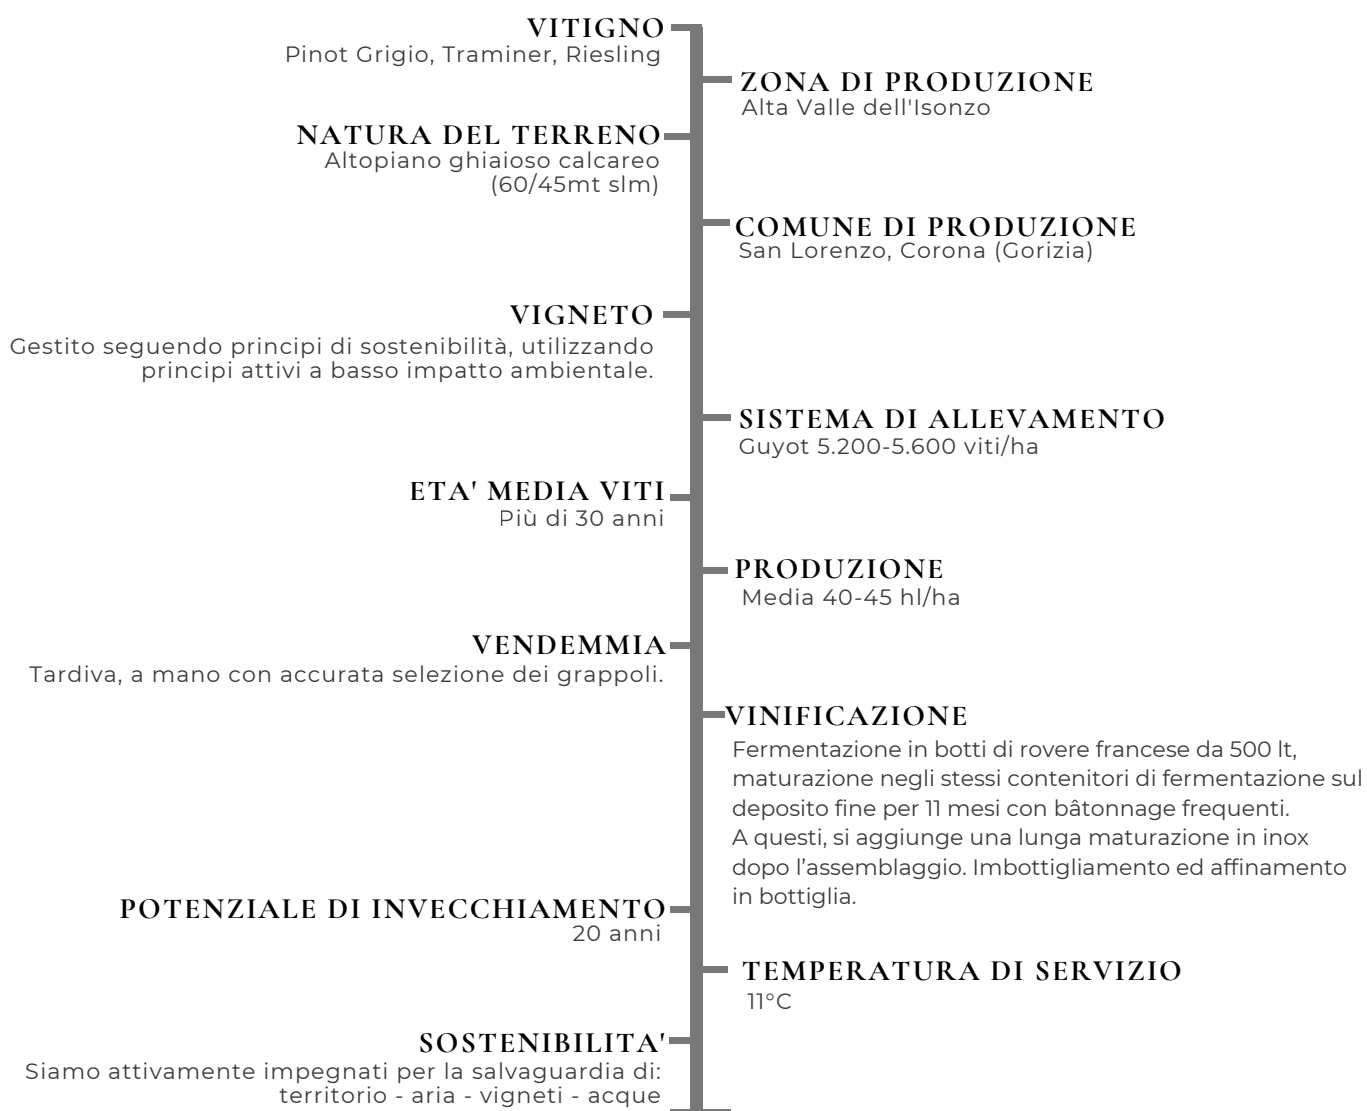 VITIGNO
Pinot Grigio, Traminer, Riesling
ZONA DI PRODUZIONE
Alta Valle dell'Isonzo
NATURA DEL TERRENO
Altopiano ghiaioso calcareo
(60/45mt slm)
COMUNE DI PRODUZIONE
San Lorenzo, Corona (Gorizia)
VIGNETO
Gestito seguendo principi di sostenibilità, utilizzando
principi attivi a basso impatto ambientale.
SISTEMA DI ALLEVAMENTO
Guyot 5.200-5.600 viti/ha
ETA' MEDIA VITI
Più di 30 anni
PRODUZIONE
Media 40-45 hl/ha
VENDEMMIA
Tardiva, a mano con accurata selezione dei grappoli.
VINIFICAZIONE
Fermentazione in botti di rovere francese da 500 lt,
maturazione negli stessi contenitori di fermentazione sul
deposito fine per 11 mesi con bâtonnage frequenti.
A questi, si aggiunge una lunga maturazione in inox
dopo l’assemblaggio. Imbottigliamento ed affinamento
in bottiglia.
POTENZIALE DI INVECCHIAMENTO
20 anni
TEMPERATURA DI SERVIZIO
11°C
SOSTENIBILITA'
Siamo attivamente impegnati per la salvaguardia di:
territorio - aria - vigneti - acque